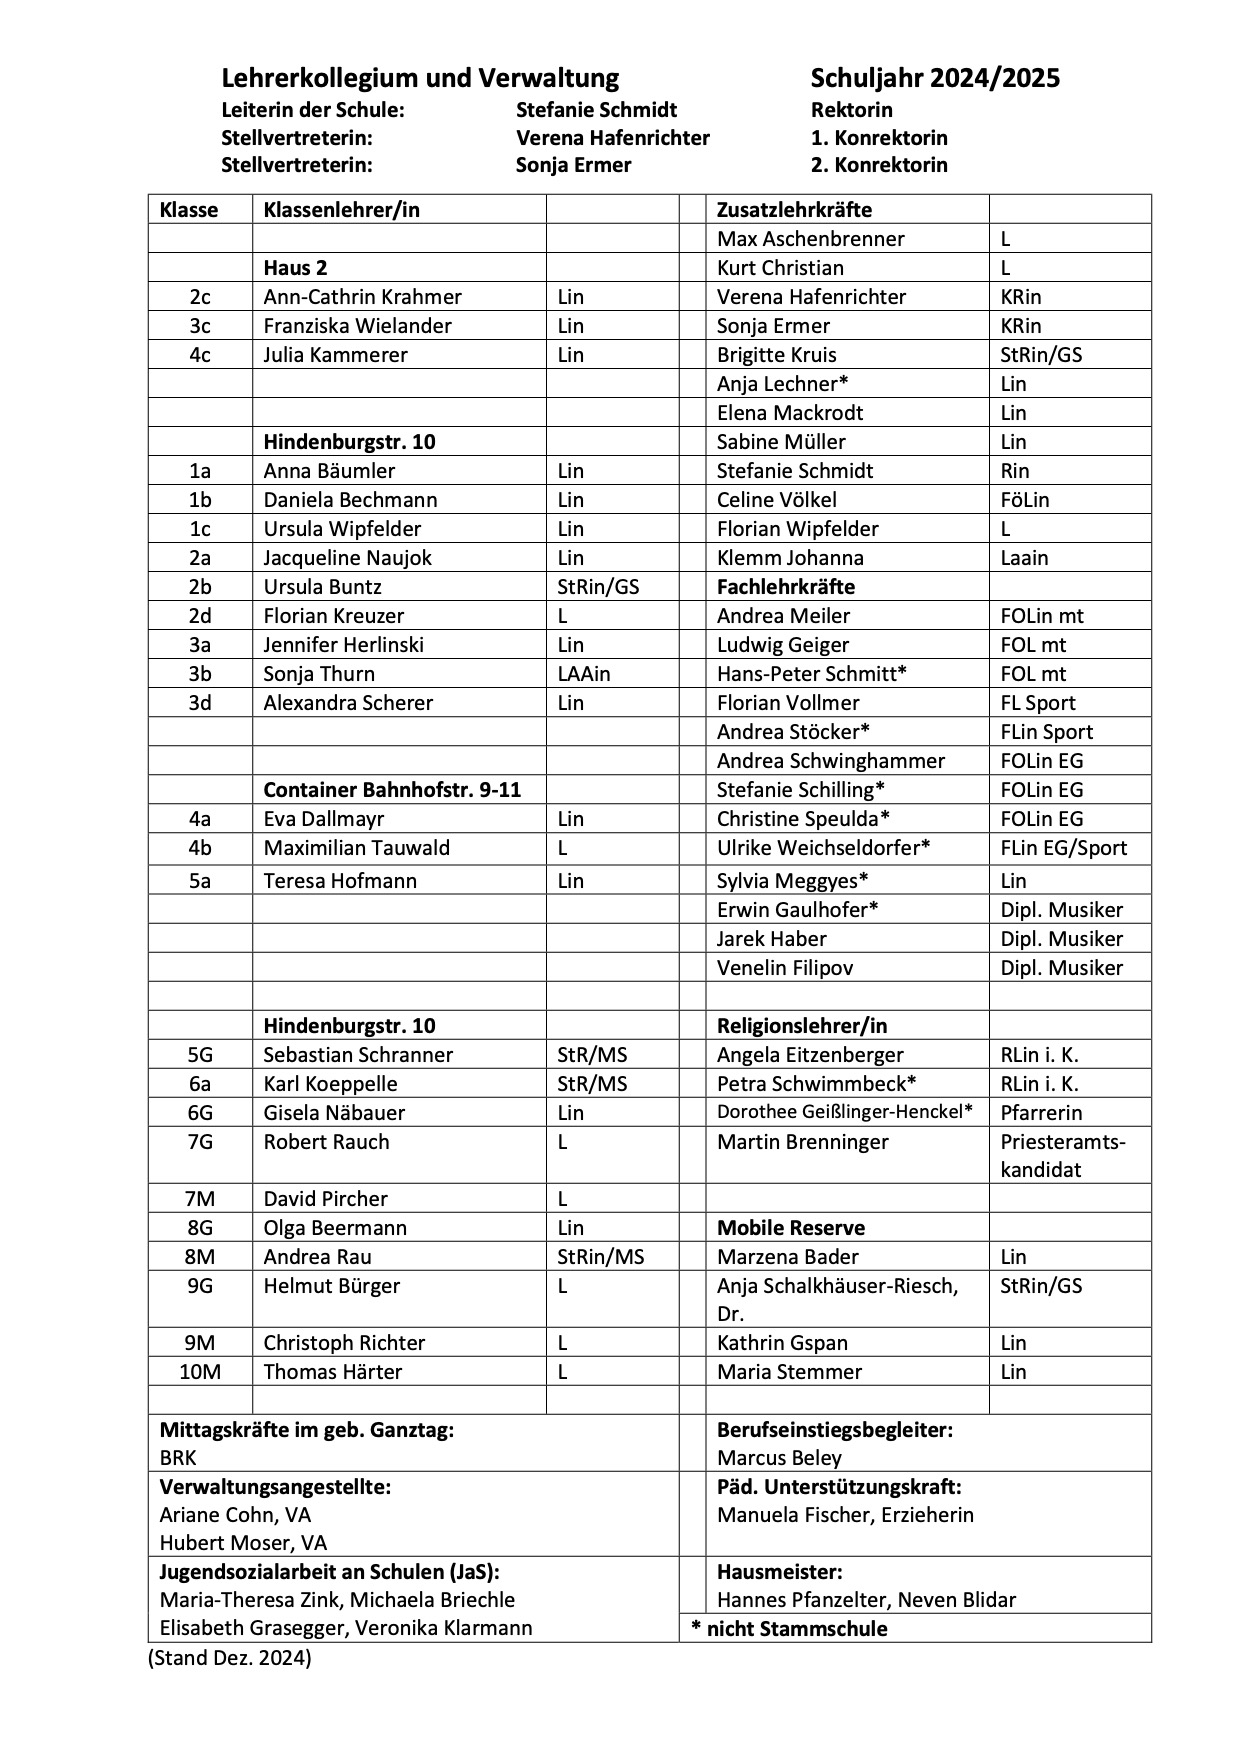 Lehrerkollegium und Verwaltung Schuljahr 2024/2025
Leiterin der Schule: Stefanie Schmidt Rektorin
Stellvertreterin: Verena Hafenrichter 1. Konrektorin
Stellvertreterin: Sonja Ermer 2. Konrektorin
Klasse Klassenlehrer/in Zusatzlehrkräfte
Max Aschenbrenner L
Haus 2 Kurt Christian L
2c Ann-Cathrin Krahmer Lin Verena Hafenrichter KRin
3c Franziska Wielander Lin Sonja Ermer KRin
4c Julia Kammerer Lin Brigitte Kruis StRin/GS
Anja Lechner* Lin
Elena Mackrodt Lin
Hindenburgstr. 10 Sabine Müller Lin
1a Anna Bäumler Lin Stefanie Schmidt Rin
1b Daniela Bechmann Lin Celine Völkel FöLin
1c Ursula Wipfelder Lin Florian Wipfelder L
2a Jacqueline Naujok Lin Klemm Johanna Laain
2b Ursula Buntz StRin/GS Fachlehrkräfte
2d Florian Kreuzer L Andrea Meiler FOLin mt
3a Jennifer Herlinski Lin Ludwig Geiger FOL mt
3b Sonja Thurn LAAin Hans-Peter Schmitt* FOL mt
3d Alexandra Scherer Lin Florian Vollmer FL Sport
Andrea Stöcker* FLin Sport
Andrea Schwinghammer FOLin EG
Container Bahnhofstr. 9-11 Stefanie Schilling* FOLin EG
4a Eva Dallmayr Lin Christine Speulda* FOLin EG
4b Maximilian Tauwald L Ulrike Weichseldorfer* FLin EG/Sport
5a Teresa Hofmann Lin Sylvia Meggyes* Lin
Erwin Gaulhofer* Dipl. Musiker
Jarek Haber Dipl. Musiker
Venelin Filipov Dipl. Musiker
Hindenburgstr. 10 Religionslehrer/in
5G Sebastian Schranner StR/MS Angela Eitzenberger RLin i. K.
6a Karl Koeppelle StR/MS Petra Schwimmbeck* RLin i. K.
6G Gisela Näbauer Lin Dorothee Geißlinger-Henckel* Pfarrerin
7G Robert Rauch L Martin Brenninger Priesteramts-
kandidat
7M David Pircher L
8G Olga Beermann Lin Mobile Reserve
8M Andrea Rau StRin/MS Marzena Bader Lin
9G Helmut Bürger L Anja Schalkhäuser-Riesch, StRin/GS
Dr.
9M Christoph Richter L Kathrin Gspan Lin
10M Thomas Härter L Maria Stemmer Lin
Mittagskräfte im geb. Ganztag: Berufseinstiegsbegleiter:
BRK Marcus Beley
Verwaltungsangestellte: Päd. Unterstützungskraft:
Ariane Cohn, VA Manuela Fischer, Erzieherin
Hubert Moser, VA
Jugendsozialarbeit an Schulen (JaS): Hausmeister:
Maria-Theresa Zink, Michaela Briechle Hannes Pfanzelter, Neven Blidar
Elisabeth Grasegger, Veronika Klarmann * nicht Stammschule
(Stand Dez. 2024)